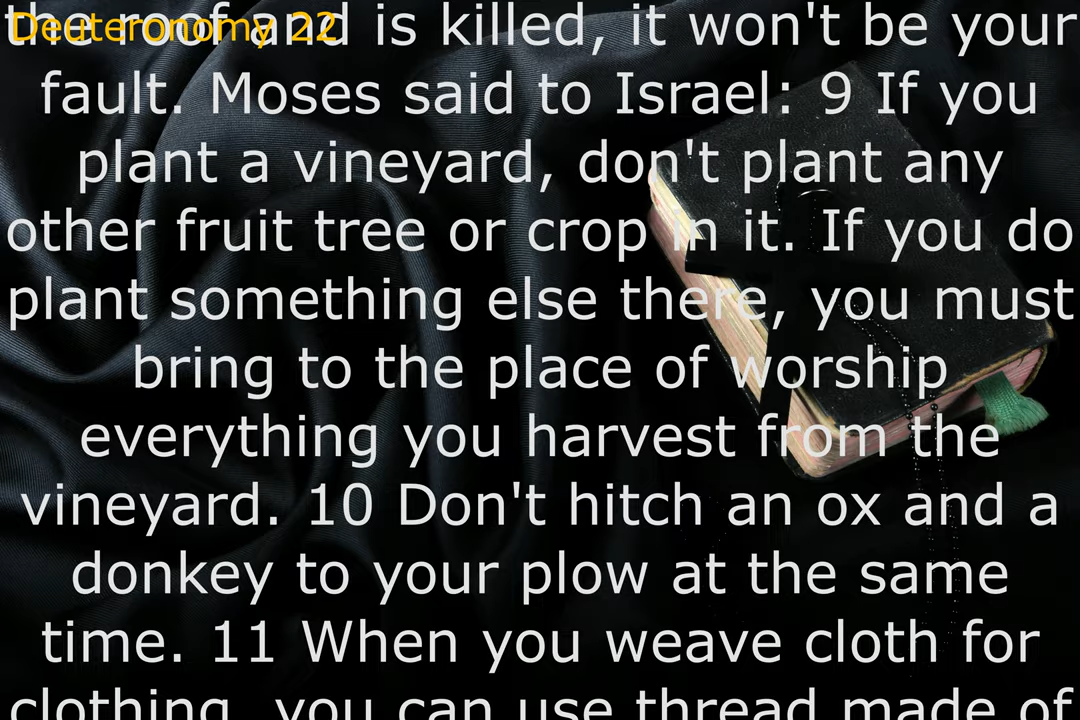 Deuteronomy 22
the roof and is killed, it won't be your
fault. Moses said to Israel: 9 If you
plant a vineyard, don't plant any
other fruit tree or crop in it. If you do
plant something else there, you must
bring to the place of worship
everything you harvest from the
vineyard. 10 Don't hitch an ox and a
donkey to your plow at the same
time. 11 When you weave cloth for
clothing, you can use thread made of